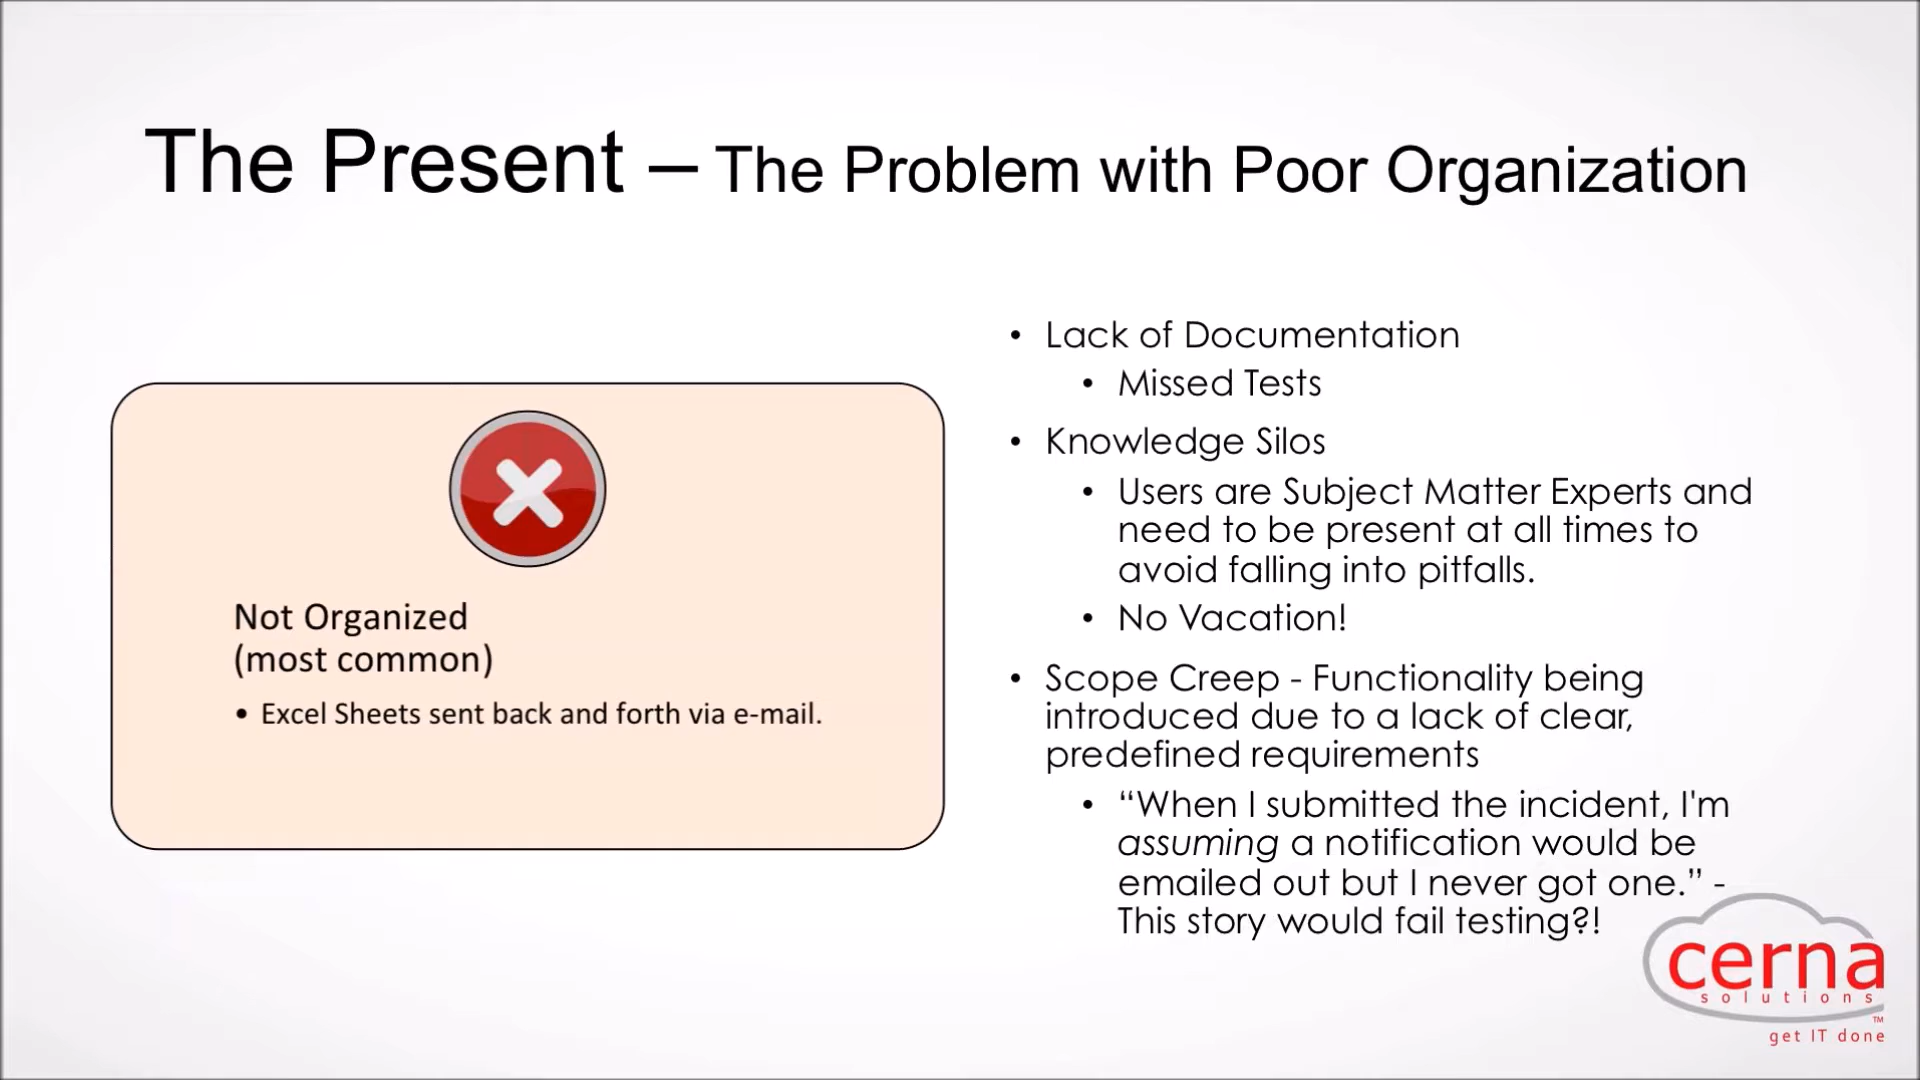 The Present – The Problem with Poor Organization
Not Organized
(most common)
• Excel Sheets sent back and forth via e-mail.
• Lack of Documentation
• Missed Tests
• Knowledge Silos
• Users are Subject Matter Experts and
need to be present at all times to
avoid falling into pitfalls.
• No Vacation!
• Scope Creep - Functionality being
introduced due to a lack of clear,
predefined requirements
• “When I submitted the incident, I'm
assuming a notification would be
emailed out but I never got one.” -
This story would fail testing?!
cerna
solutions
™
get IT done